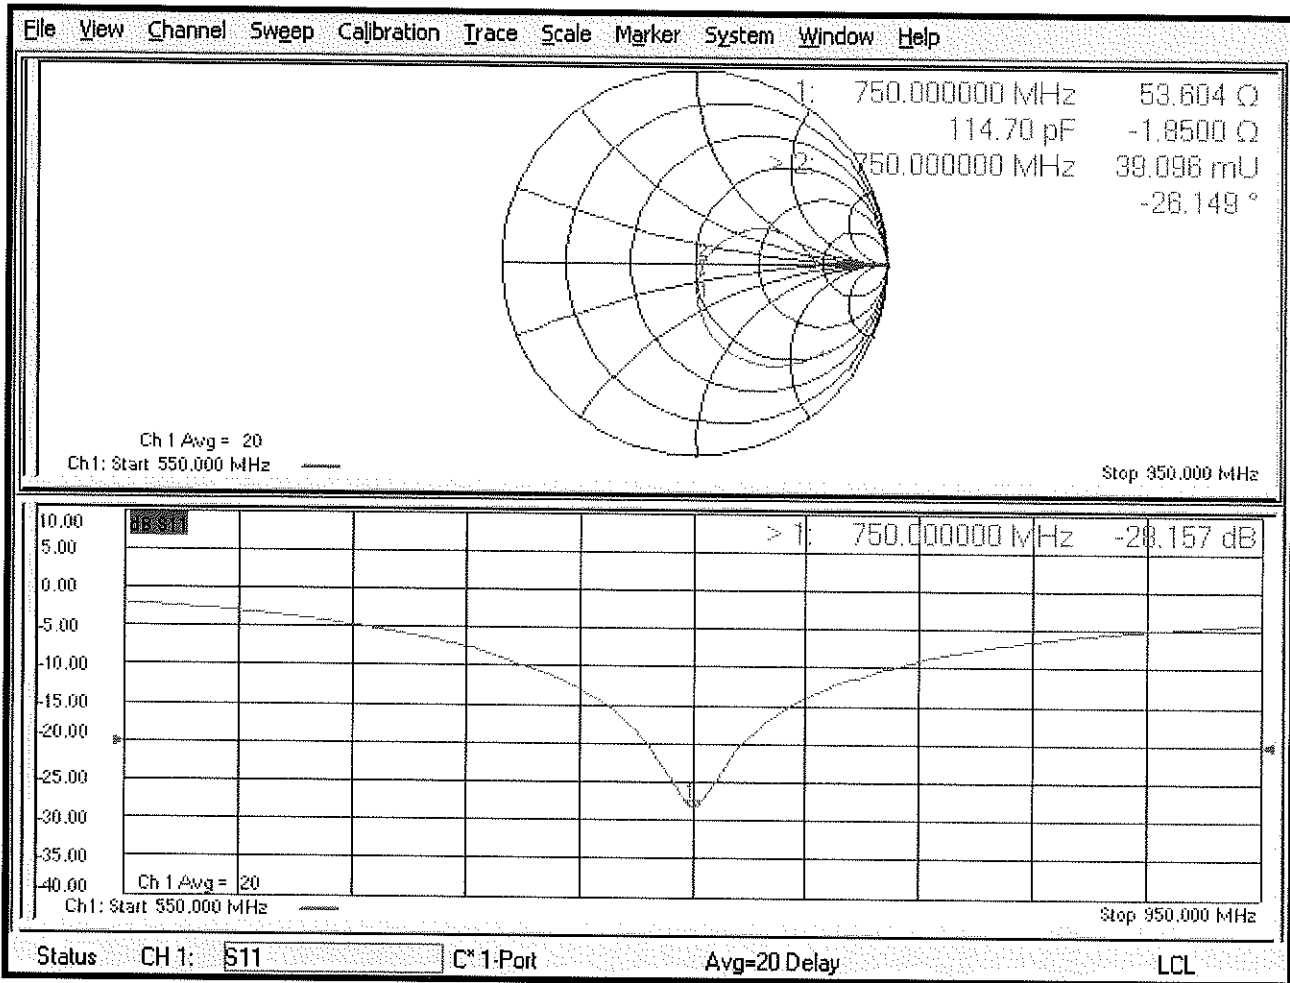 File View Channel Sweep Calibration Trace Scale Marker System Window Help
1: 750.000000 MHz 53.604 Ω
114.70 pF -1.8500 Ω
> 2: 750.000000 MHz 39.096 mU
-26.149 °
Ch 1 Avg = 20
Ch1: Start 550.000 MHz
Stop 950.000 MHz
10.00
dB S11
> 1: 750.000000 MHz -28.157 dB
5.00
0.00
-5.00
-10.00
-15.00
-20.00
-25.00
1
-30.00
-35.00
-40.00
Ch 1 Avg = 20
Ch1: Start 550.000 MHz
Stop 950.000 MHz
Status CH 1: S11 C* 1-Port Avg=20 Delay LCL